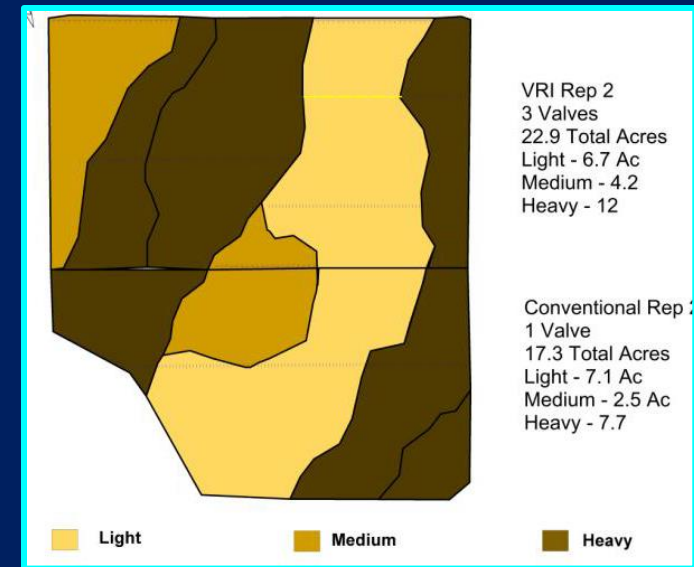 VRI Rep 2
3 Valves
22.9 Total Acres
Light - 6.7 Ac
Medium - 4.2
Heavy - 12
Conventional Rep
1 Valve
17.3 Total Acres
Light - 7.1 Ac
Medium - 2.5 Ac
Heavy - 7.7
Light
Medium
Heavy